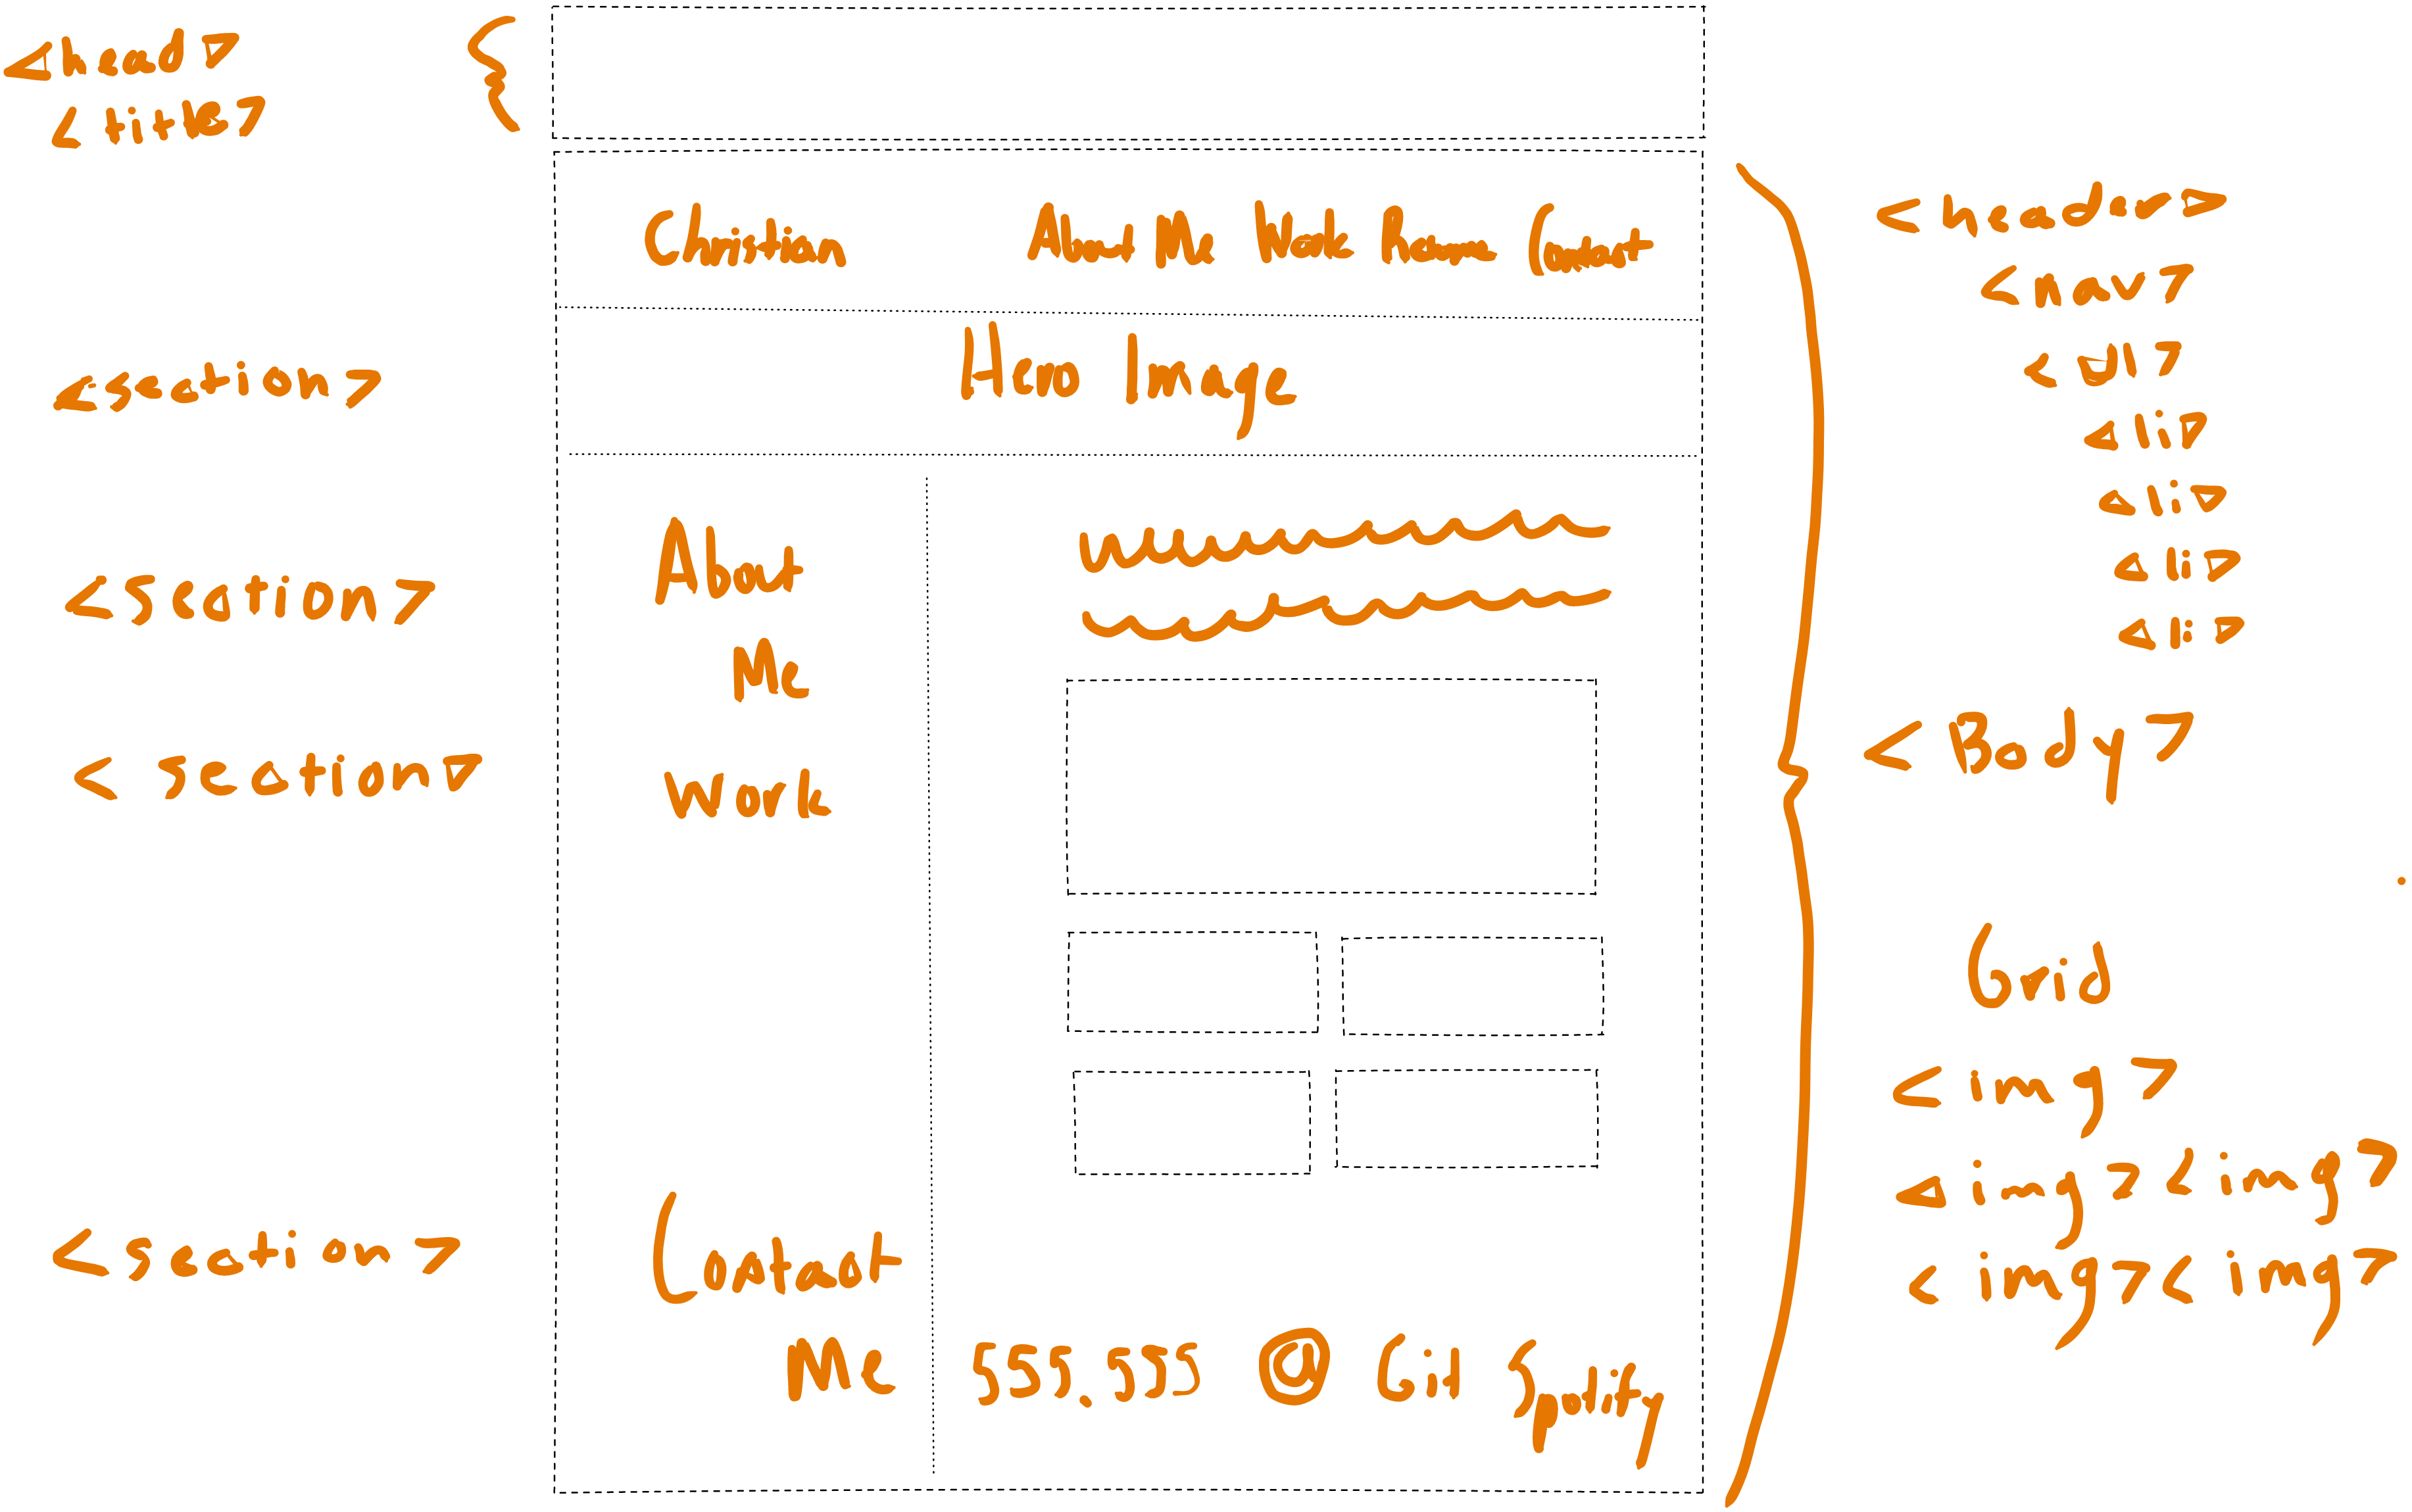 <head>
<title>
Christian About Me Work Resume Contact
<header>
<nav>
<ul>
<li>
<li>
<li>
<li>
<section>
Hero Image
<section>
About
Me
<section>
Work
<Body>
Grid
<img>
<img><img>
<img><img>
<section>
Contact
Me 555.555 @ Git Spotify